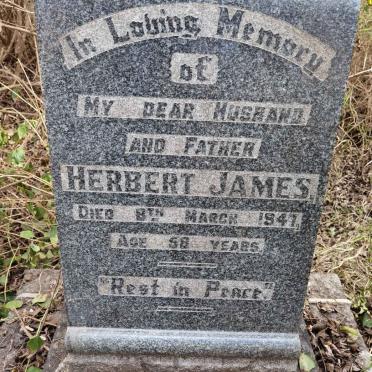 In Loving Memory
of
MY DEAR HUSBAND
AND FATHER
HERBERT JAMES.
DIED 8TH MARCH 1947,
AGE 58 YEARS.
"Rest in Peace."